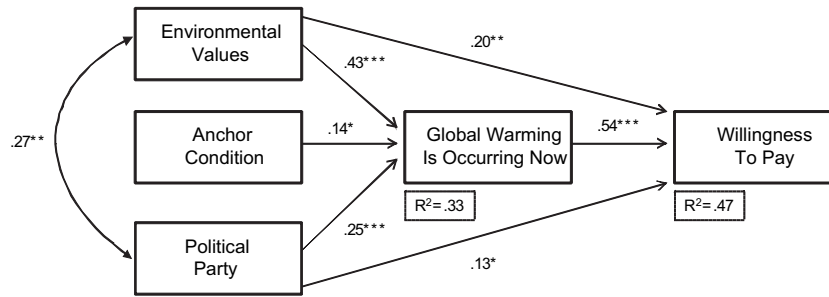 Environmental
Values
.20**
.43***
.27**
Anchor
Condition
.14*
Global Warming
Is Occurring Now
.54***
Willingness
To Pay
R²=.33
R²=.47
.25***
Political
Party
.13*